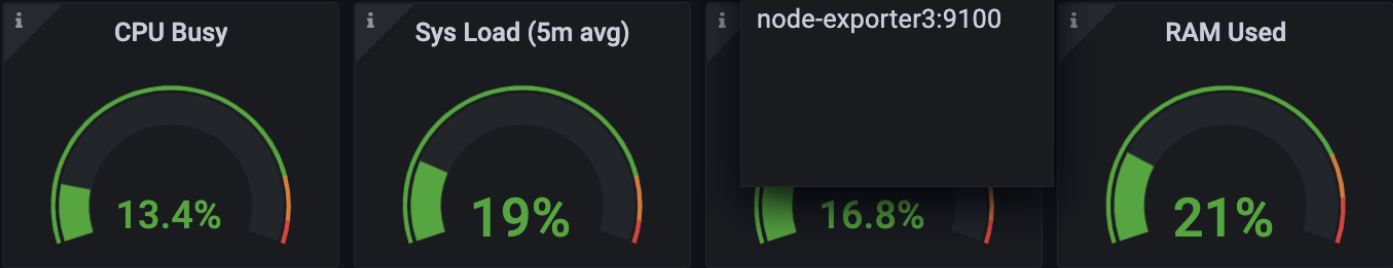 CPU Busy
Sys Load (5m avg)
node-exporter3:9100
RAM Used
13.4%
19%
16.8%
21%